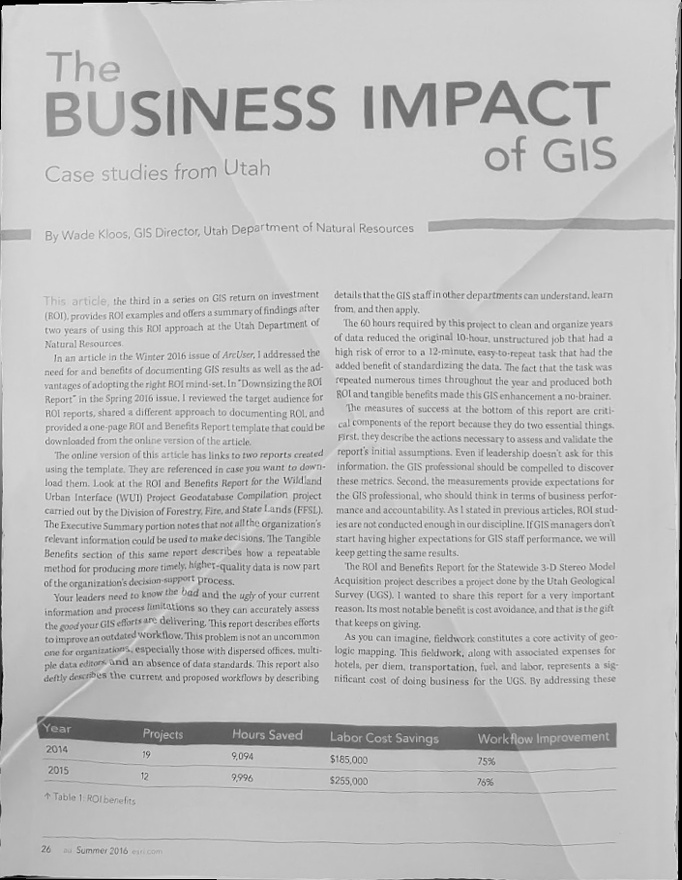 The
BUSINESS IMPACT
of GIS
Case studies from Utah
By Wade Kloos, GIS Director, Utah Department of Natural Resources
This article, the third in a series on GIS return on investment
(ROI), provides ROI examples and offers a summary of findings after
two years of using this ROI approach at the Utah Department of
Natural Resources.
In an article in the Winter 2016 issue of ArcUser, I addressed the
need for and benefits of documenting GIS results as well as the ad-
vantages of adopting the right ROI mind-set. In "Downsizing the ROI
Report" in the Spring 2016 issue, I reviewed the target audience for
ROI reports, shared a different approach to documenting ROI, and
provided a one-page ROI and Benefits Report template that could be
downloaded from the online version of the article.
The online version of this article has links to two reports created
using the template. They are referenced in case you want to down-
load them. Look at the ROI and Benefits Report for the Wildland
Urban Interface (WUI) Project Geodatabase Compilation project
carried out by the Division of Forestry, Fire, and State Lands (FFSL).
The Executive Summary portion notes that not all the organization's
relevant information could be used to make decisions. The Tangible
Benefits section of this same report describes how a repeatable
method for producing more timely, higher-quality data is now part
of the organization's decision-support process.
Your leaders need to know the bad and the ugly of your current
information and process limitations so they can accurately assess
the good your GIS efforts are delivering. This report describes efforts
to improve an outdated workflow. This problem is not an uncommon
one for organizations, especially those with dispersed offices, multi-
ple data editors, and an absence of data standards. This report also
deftly describes the current and proposed workflows by describing
details that the GIS staff in other departments can understand, learn
from, and then apply.
The 60 hours required by this project to clean and organize years
of data reduced the original 10-hour, unstructured job that had a
high risk of error to a 12-minute, easy-to-repeat task that had the
added benefit of standardizing the data. The fact that the task was
repeated numerous times throughout the year and produced both
ROI and tangible benefits made this GIS enhancement a no-brainer.
The measures of success at the bottom of this report are criti-
cal components of the report because they do two essential things.
First, they describe the actions necessary to assess and validate the
report's initial assumptions. Even if leadership doesn't ask for this
information, the GIS professional should be compelled to discover
these metrics. Second, the measurements provide expectations for
the GIS professional, who should think in terms of business perfor-
mance and accountability. As I stated in previous articles, ROI stud-
ies are not conducted enough in our discipline. If GIS managers don't
start having higher expectations for GIS staff performance, we will
keep getting the same results.
The ROI and Benefits Report for the Statewide 3-D Stereo Model
Acquisition project describes a project done by the Utah Geological
Survey (UGS). I wanted to share this report for a very important
reason. Its most notable benefit is cost avoidance, and that is the gift
that keeps on giving.
As you can imagine, fieldwork constitutes a core activity of geo-
logic mapping. This fieldwork, along with associated expenses for
hotels, per diem, transportation, fuel, and labor, represents a sig-
nificant cost of doing business for the UGS. By addressing these
Year Projects Hours Saved Labor Cost Savings Workflow Improvement
2014 19 9,094 $185,000 75%
2015 12 9,996 $255,000 76%
↑ Table 1: ROI benefits
26 au Summer 2016 esri.com